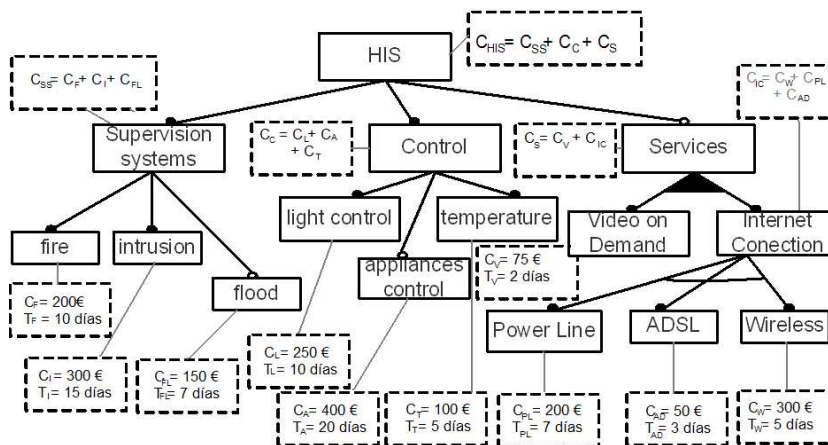 HIS
C_HIS= C_SS+ C_C + C_S
C_SS= C_F+ C_I + C_FL
C_IC= C_W+ C_PL
+ C_AD
Supervision
systems
C_C = C_L+ C_A
+ C_T
Control
C_S= C_V + C_IC
Services
fire
intrusion
flood
light control
temperature
appliances
control
Video on
Demand
Internet
Conection
C_V= 75 €
T_V= 2 días
Power Line
ADSL
Wireless
C_F= 200€
T_F = 10 días
C_I= 300 €
T_I= 15 días
C_FL= 150 €
T_FL= 7 días
C_L= 250 €
T_L= 10 días
C_A= 400 €
T_A= 20 días
C_T= 100 €
T_T= 5 días
C_PL= 200 €
T_PL= 7 días
C_AD= 50 €
T_AD= 3 días
C_W= 300 €
T_W= 5 días